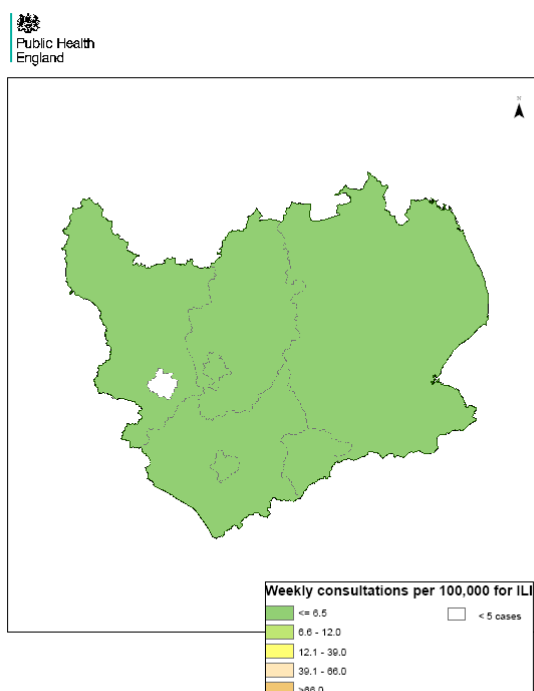 Public Health
England
N
Weekly consultations per 100,000 for ILI
<= 6.5
< 5 cases
6.6 - 12.0
12.1 - 39.0
39.1 - 66.0
>66.0